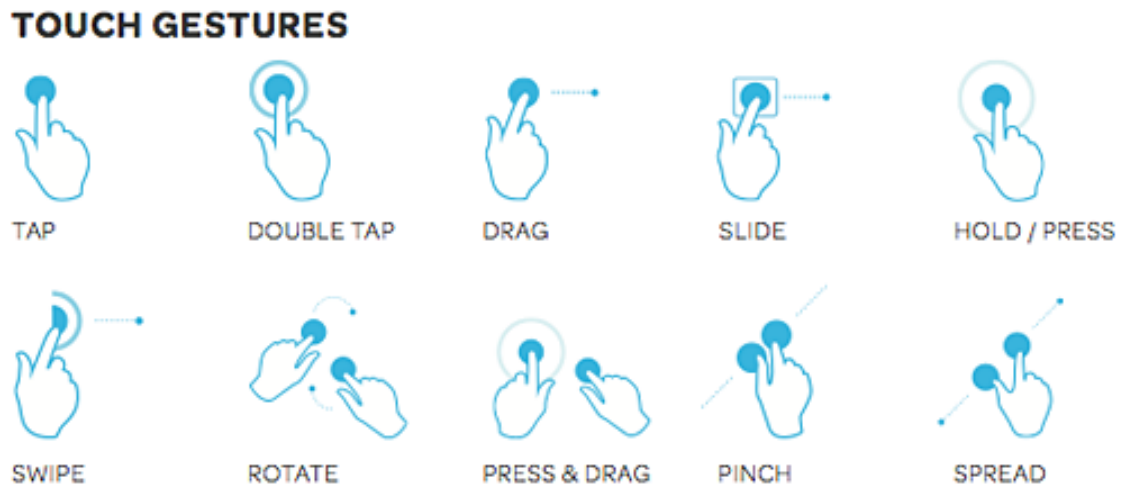 TOUCH GESTURES
TAP
DOUBLE TAP
DRAG
SLIDE
HOLD / PRESS
SWIPE
ROTATE
PRESS & DRAG
PINCH
SPREAD